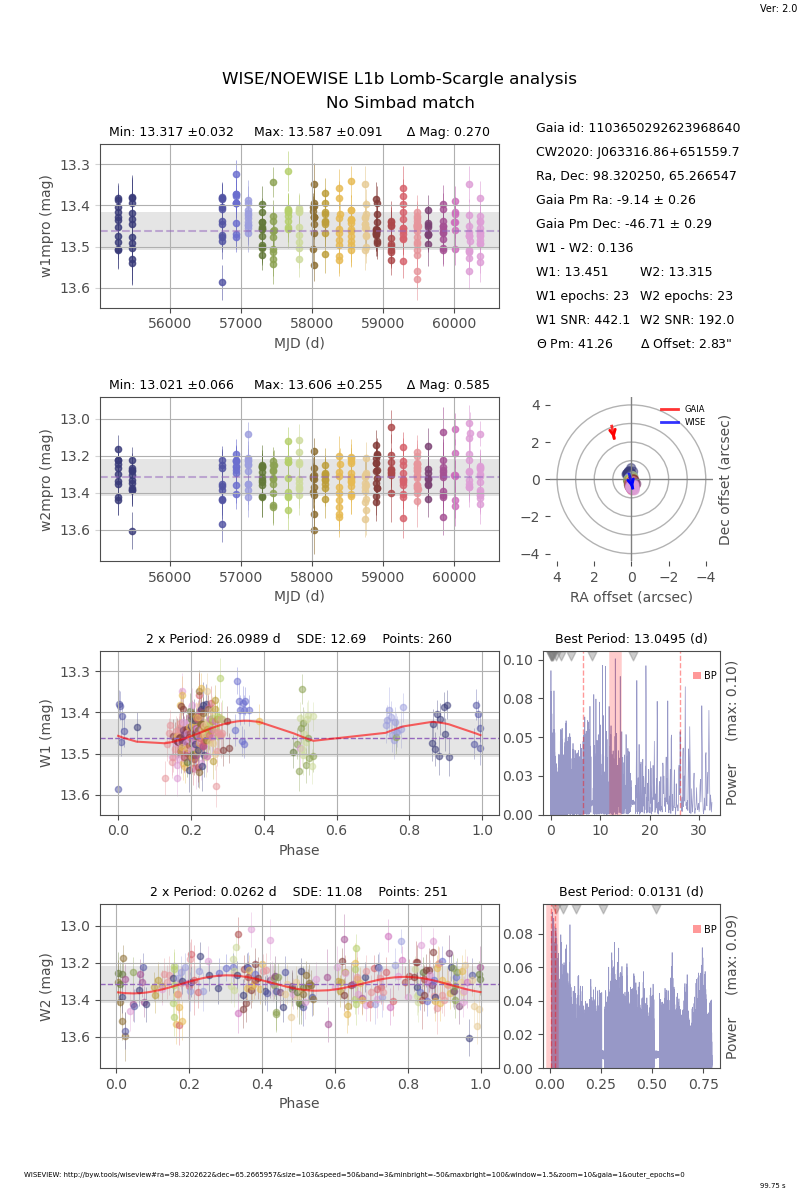 Ver: 2.0
WISE/NOEWISE L1b Lomb-Scargle analysis
No Simbad match
Min: 13.317 ±0.032 Max: 13.587 ±0.091 Δ Mag: 0.270
13.3
13.4
13.5
13.6
w1mpro (mag)
56000 57000 58000 59000 60000
MJD (d)
Gaia id: 1103650292623968640
CW2020: J063316.86+651559.7
Ra, Dec: 98.320250, 65.266547
Gaia Pm Ra: -9.14 ± 0.26
Gaia Pm Dec: -46.71 ± 0.29
W1 - W2: 0.136
W1: 13.451 W2: 13.315
W1 epochs: 23 W2 epochs: 23
W1 SNR: 442.1 W2 SNR: 192.0
Θ Pm: 41.26 Δ Offset: 2.83"
Min: 13.021 ±0.066 Max: 13.606 ±0.255 Δ Mag: 0.585
13.0
13.2
13.4
13.6
w2mpro (mag)
56000 57000 58000 59000 60000
MJD (d)
GAIA
WISE
4
2
0
−2
−4
4 2 0 −2 −4
RA offset (arcsec)
Dec offset (arcsec)
2 x Period: 26.0989 d SDE: 12.69 Points: 260
13.3
13.4
13.5
13.6
W1 (mag)
0.0 0.2 0.4 0.6 0.8 1.0
Phase
Best Period: 13.0495 (d)
BP
0.10
0.08
0.05
0.03
0.00
0 10 20 30
Power (max: 0.10)
2 x Period: 0.0262 d SDE: 11.08 Points: 251
13.0
13.2
13.4
13.6
W2 (mag)
0.0 0.2 0.4 0.6 0.8 1.0
Phase
Best Period: 0.0131 (d)
BP
0.08
0.06
0.04
0.02
0.00
0.00 0.25 0.50 0.75
Power (max: 0.09)
WISEVIEW: http://byw.tools/wiseview#ra=98.3202622&dec=65.2665957&size=103&speed=50&band=3&minbright=-50&maxbright=100&window=1.5&zoom=10&gaia=1&outer_epochs=0
99.75 s